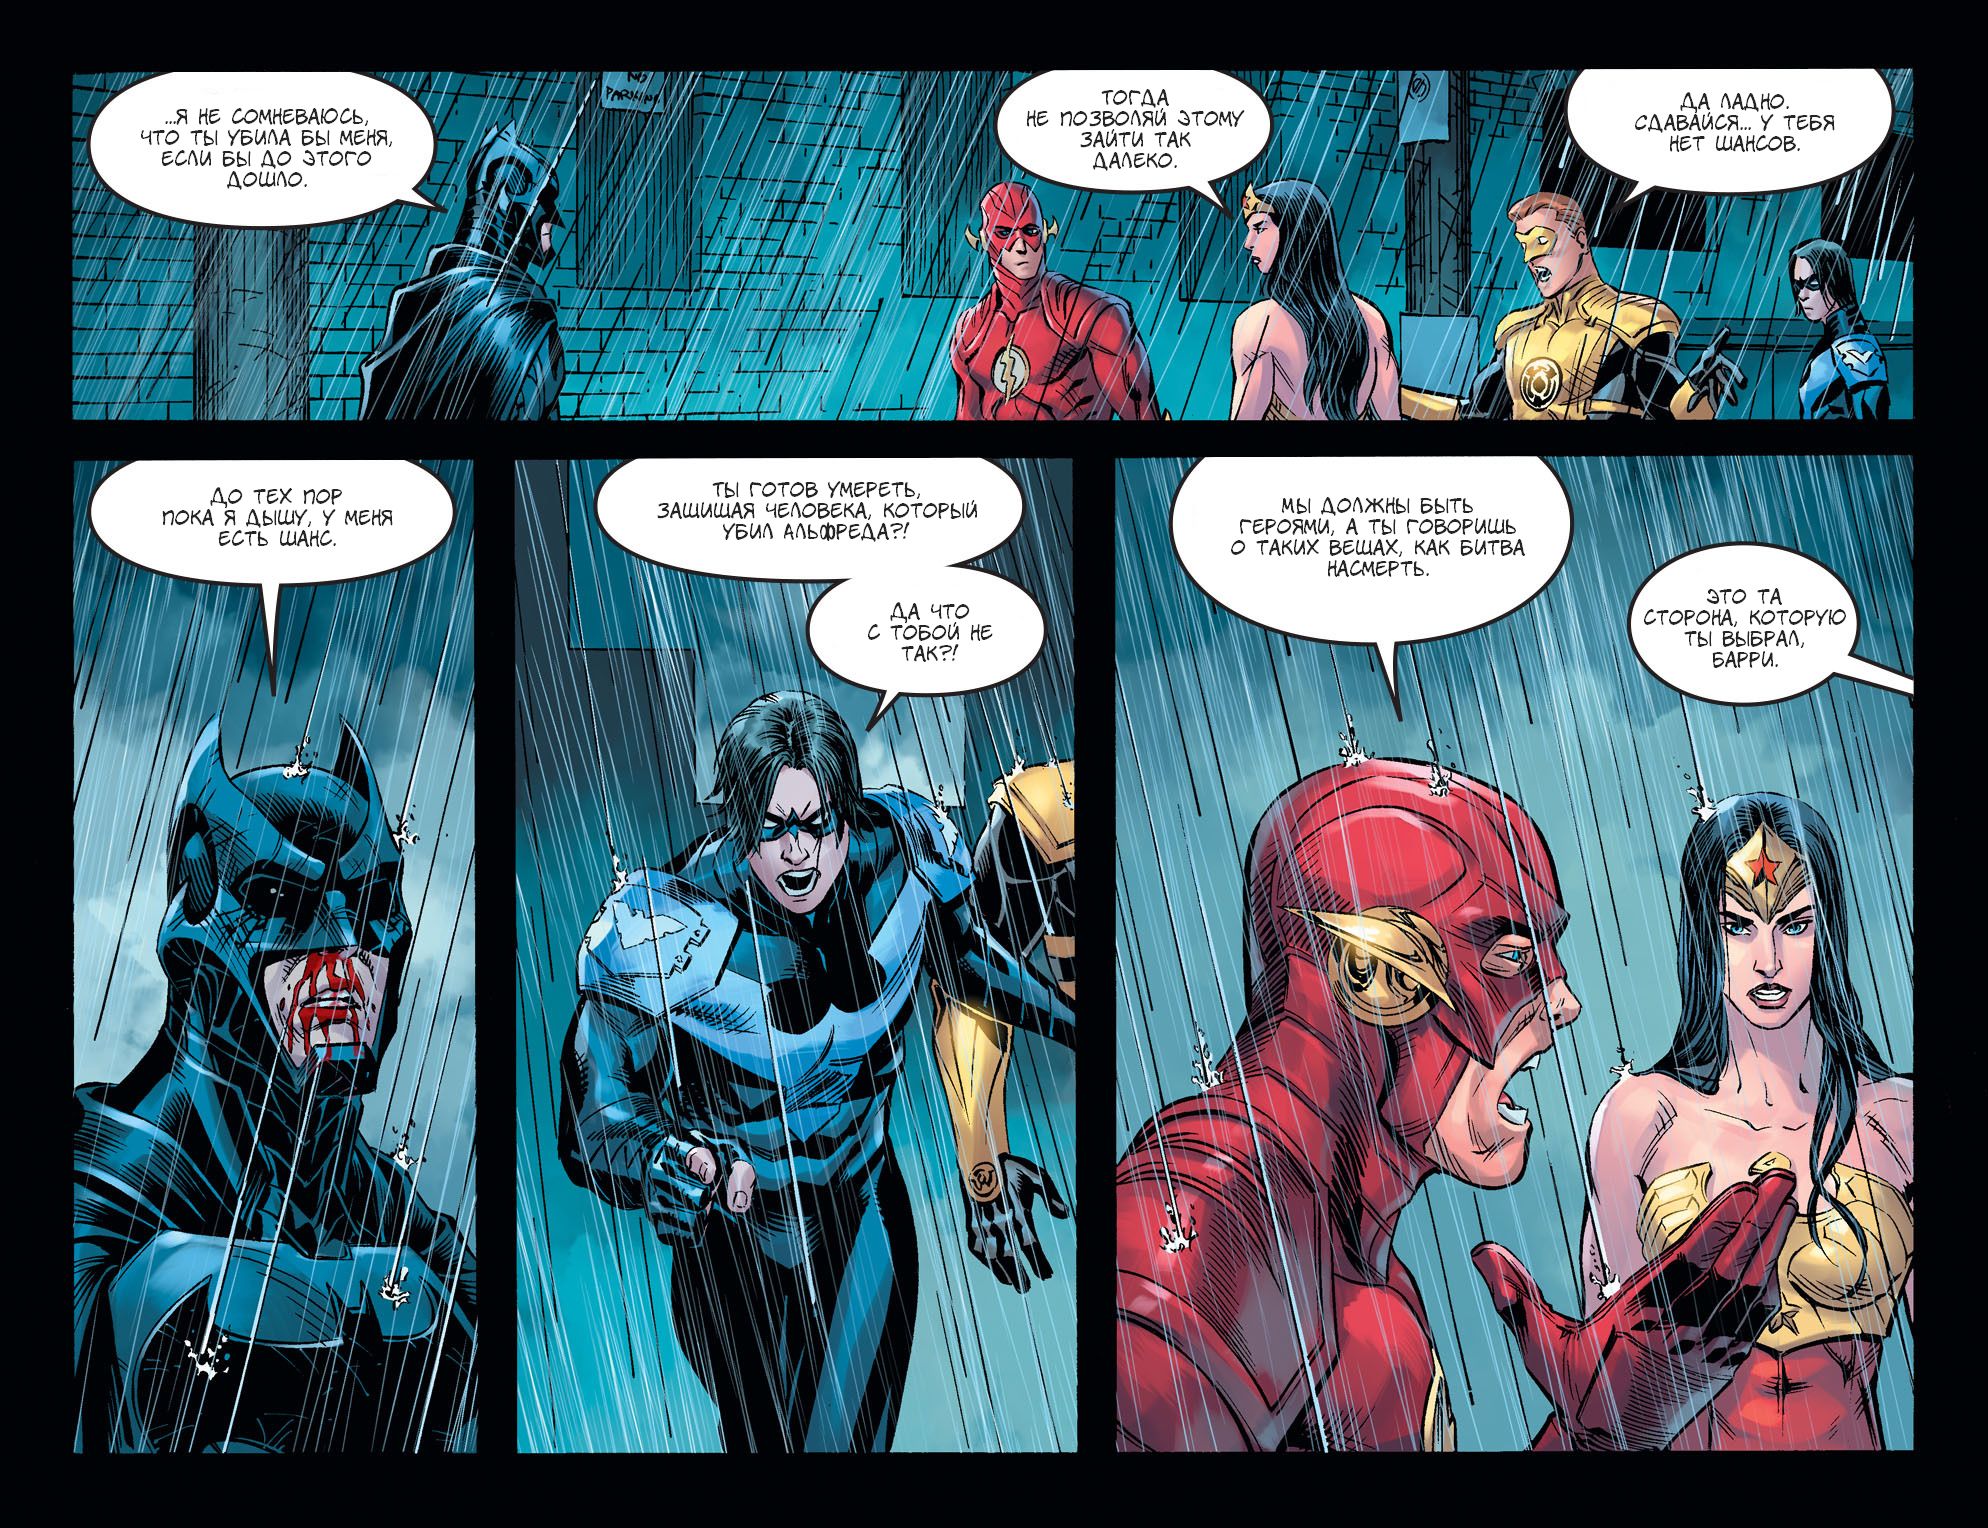 ...Я НЕ СОМНЕВАЮСЬ,
ЧТО ТЫ УБИЛА БЫ МЕНЯ,
ЕСЛИ БЫ ДО ЭТОГО
ДОШЛО.
NO
PARKING
ТОГДА
НЕ ПОЗВОЛЯЙ ЭТОМУ
ЗАЙТИ ТАК
ДАЛЕКО.
ДА ЛАДНО.
СДАВАЙСЯ... У ТЕБЯ
НЕТ ШАНСОВ.
ДО ТЕХ ПОР
ПОКА Я ДЫШУ, У МЕНЯ
ЕСТЬ ШАНС.
ТЫ ГОТОВ УМЕРЕТЬ,
ЗАЩИЩАЯ ЧЕЛОВЕКА, КОТОРЫЙ
УБИЛ АЛЬФРЕДА?!
ДА ЧТО
С ТОБОЙ НЕ
ТАК?!
МЫ ДОЛЖНЫ БЫТЬ
ГЕРОЯМИ, А ТЫ ГОВОРИШЬ
О ТАКИХ ВЕЩАХ, КАК БИТВА
НАСМЕРТЬ.
ЭТО ТА
СТОРОНА, КОТОРУЮ
ТЫ ВЫБРАЛ,
БАРРИ.